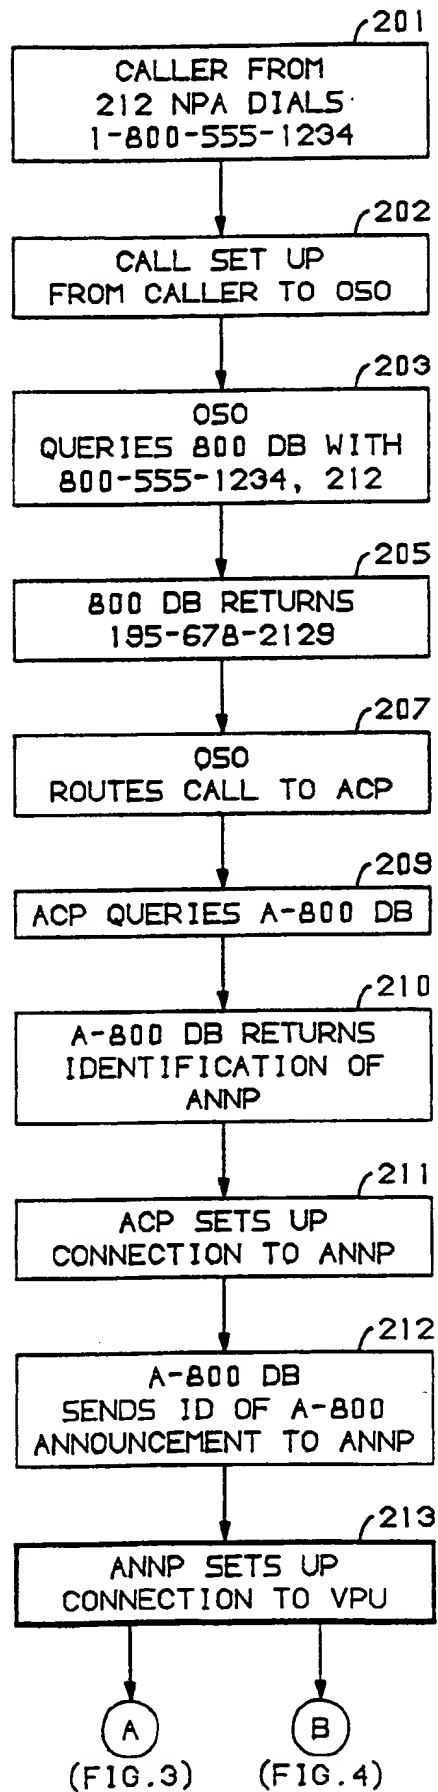 201
CALLER FROM
212 NPA DIALS
1-800-555-1234
202
CALL SET UP
FROM CALLER TO OSO
203
OSO
QUERIES 800 DB WITH
800-555-1234, 212
205
800 DB RETURNS
195-678-2129
207
OSO
ROUTES CALL TO ACP
209
ACP QUERIES A-800 DB
210
A-800 DB RETURNS
IDENTIFICATION OF
ANNP
211
ACP SETS UP
CONNECTION TO ANNP
212
A-800 DB
SENDS ID OF A-800
ANNOUNCEMENT TO ANNP
213
ANNP SETS UP
CONNECTION TO VPU
A B
(FIG.3) (FIG.4)